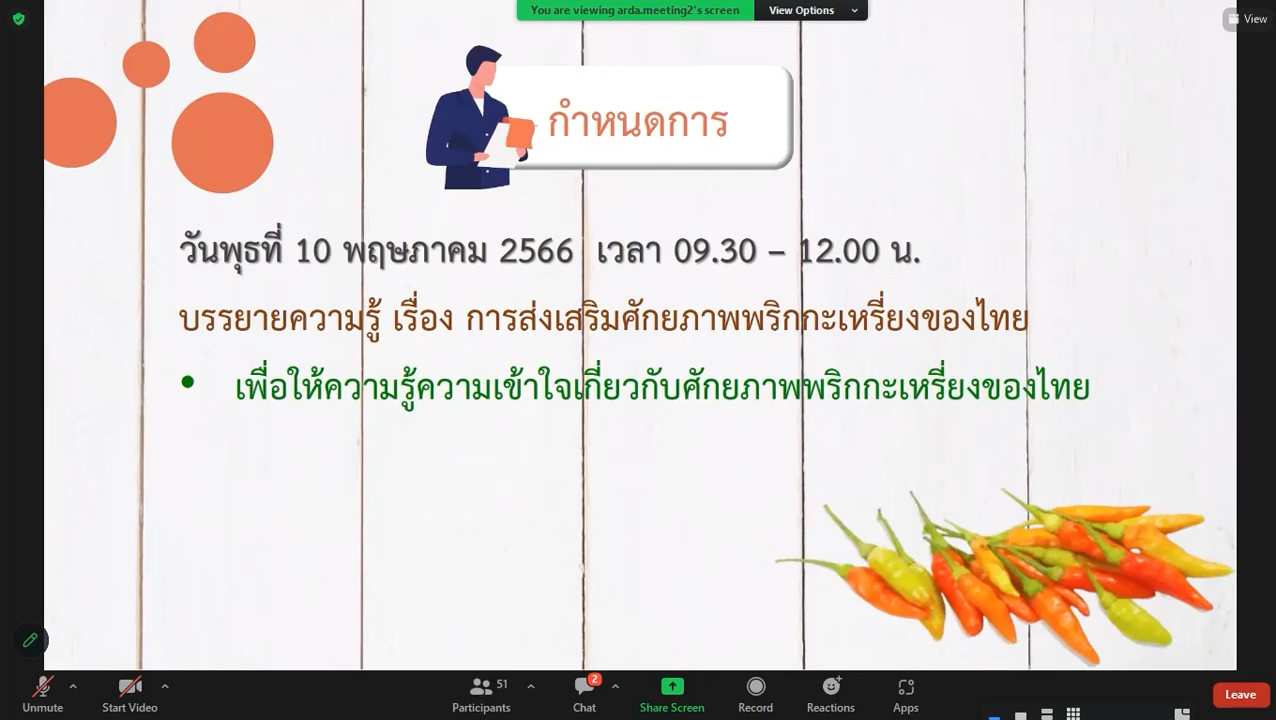 You are viewing arda.meeting2's screen View Options
View
กำหนดการ
วันพุธที่ 10 พฤษภาคม 2566 เวลา 09.30 – 12.00 น.
บรรยายความรู้ เรื่อง การส่งเสริมศักยภาพพริกกะเหรี่ยงของไทย
• เพื่อให้ความรู้ความเข้าใจเกี่ยวกับศักยภาพพริกกะเหรี่ยงของไทย
51
2
Unmute Start Video Participants Chat Share Screen Record Reactions Apps Leave